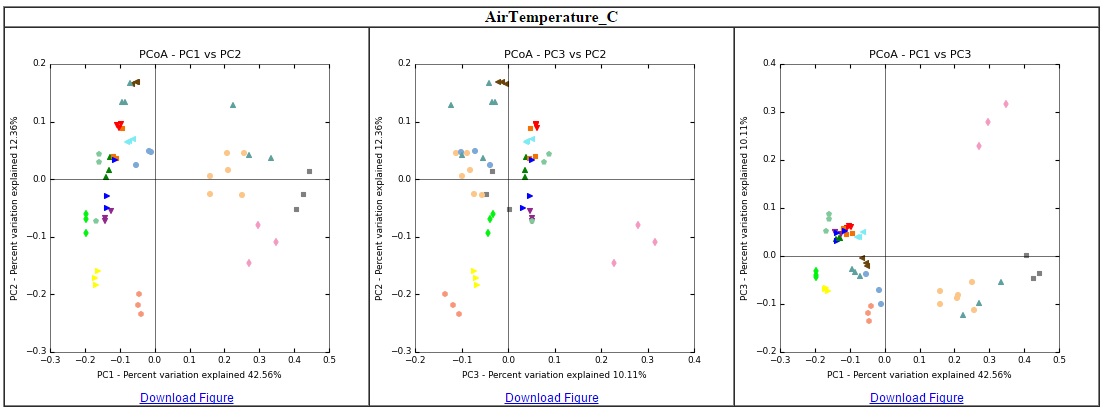 AirTemperature_C
PCoA - PC1 vs PC2
0.2
0.1
0.0
−0.1
−0.2
−0.3
−0.3 −0.2 −0.1 0.0 0.1 0.2 0.3 0.4 0.5
PC2 - Percent variation explained 12.36%
PC1 - Percent variation explained 42.56%
Download Figure
PCoA - PC3 vs PC2
0.2
0.1
0.0
−0.1
−0.2
−0.3
−0.2 −0.1 0.0 0.1 0.2 0.3 0.4
PC2 - Percent variation explained 12.36%
PC3 - Percent variation explained 10.11%
Download Figure
PCoA - PC1 vs PC3
0.4
0.3
0.2
0.1
0.0
−0.1
−0.2
−0.3 −0.2 −0.1 0.0 0.1 0.2 0.3 0.4 0.5
PC3 - Percent variation explained 10.11%
PC1 - Percent variation explained 42.56%
Download Figure